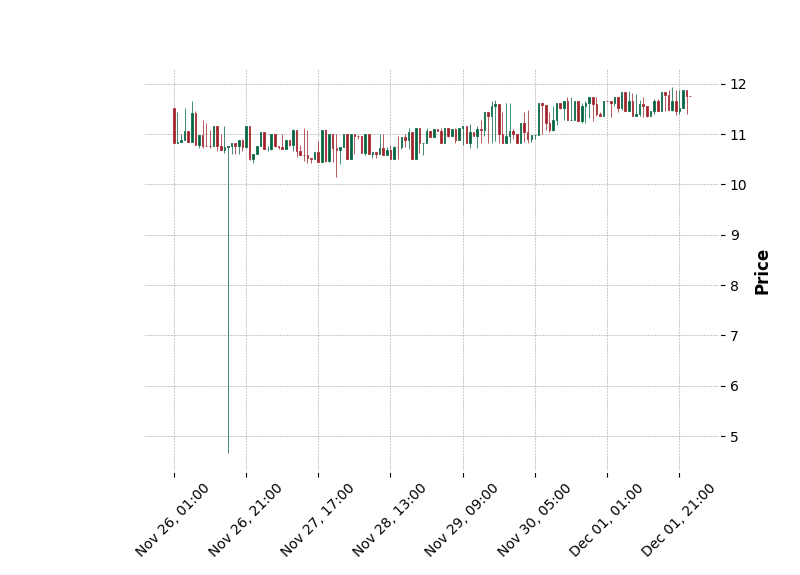 12
11
10
9
8
7
6
5
Price
Nov 26, 01:00
Nov 26, 21:00
Nov 27, 17:00
Nov 28, 13:00
Nov 29, 09:00
Nov 30, 05:00
Dec 01, 01:00
Dec 01, 21:00